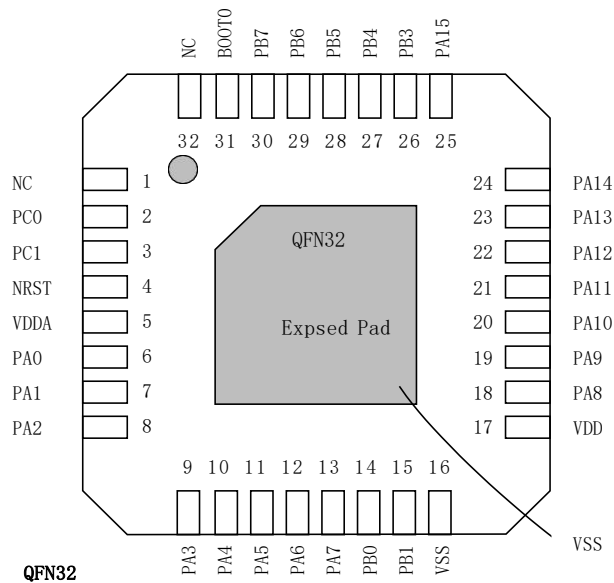 NC
BOOT0
PB7
PB6
PB5
PB4
PB3
PA15
32 31 30 29 28 27 26 25
NC 1
PC0 2
PC1 3
NRST 4
VDDA 5
PA0 6
PA1 7
PA2 8
QFN32
Expsed Pad
24 PA14
23 PA13
22 PA12
21 PA11
20 PA10
19 PA9
18 PA8
17 VDD
9 10 11 12 13 14 15 16
PA3
PA4
PA5
PA6
PA7
PB0
PB1
VSS
VSS
QFN32